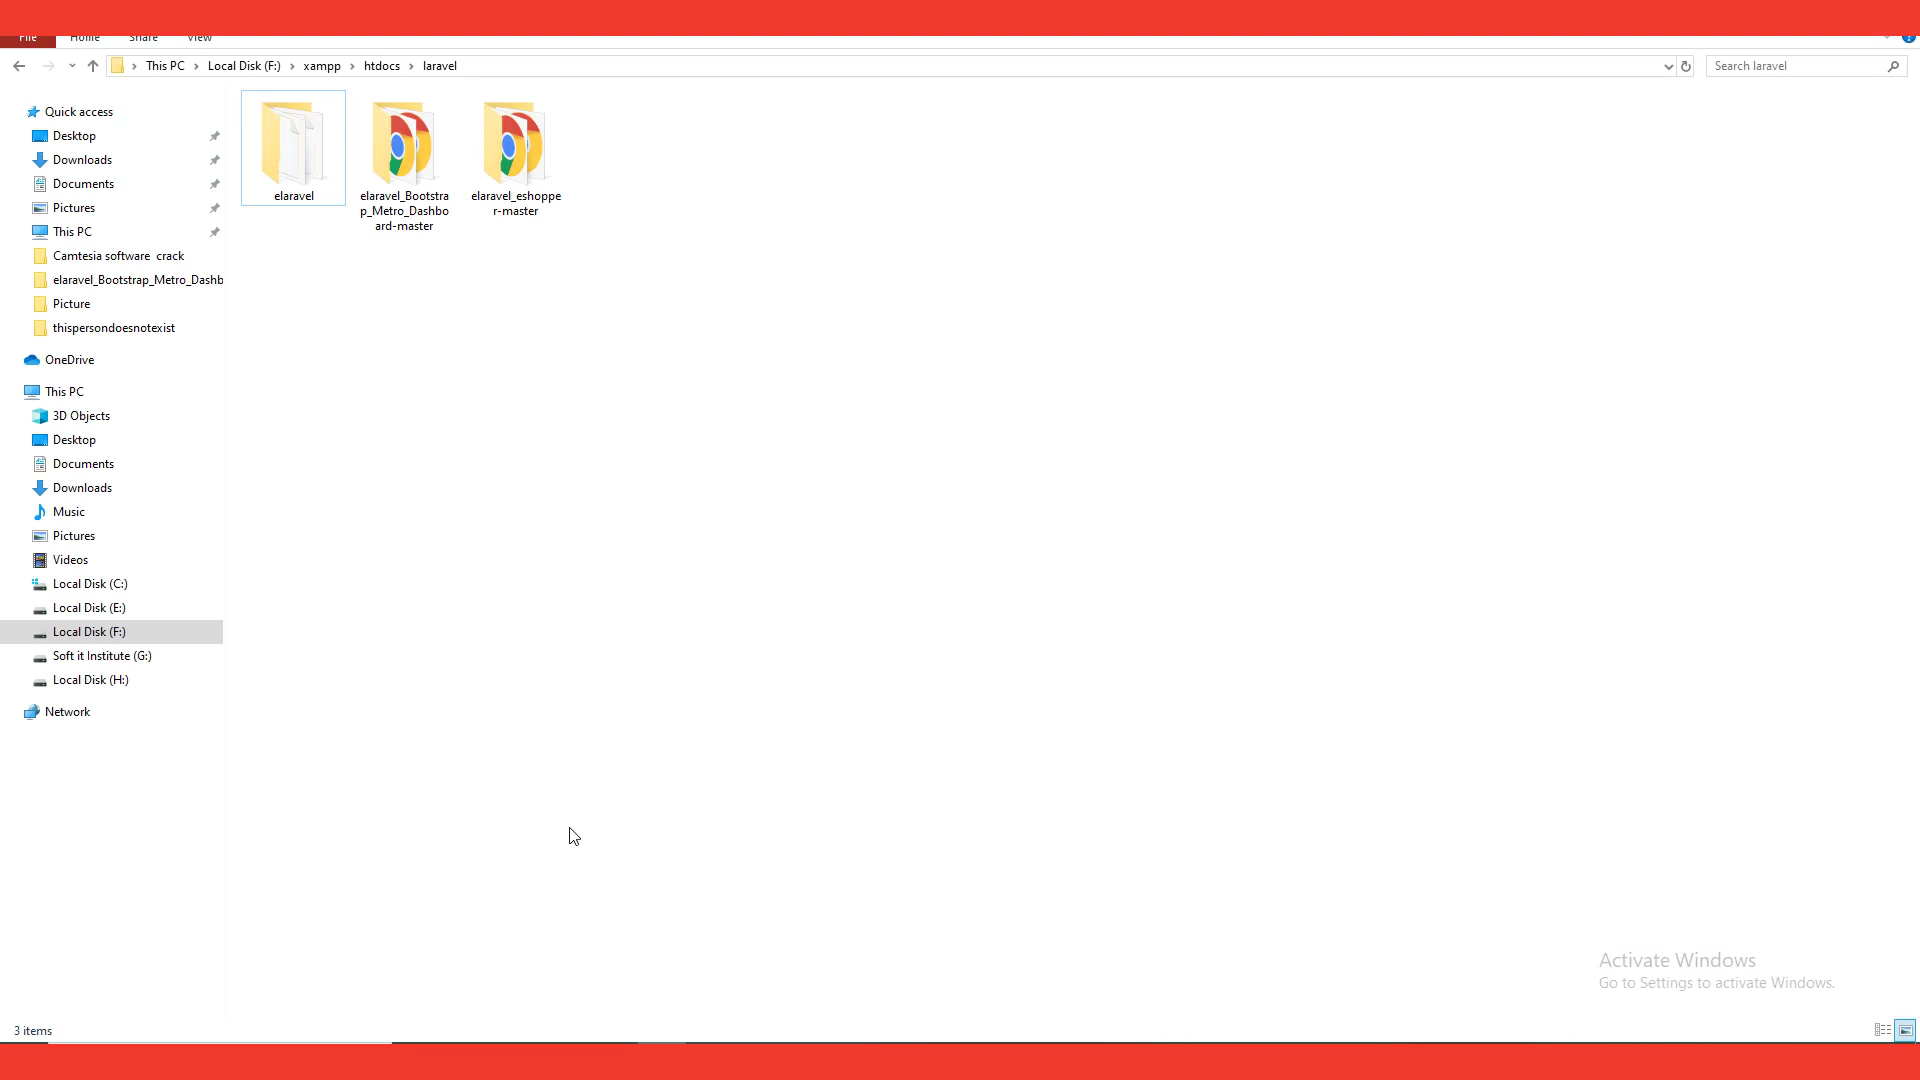 File Home Share View
This PC Local Disk (F:) xampp htdocs laravel
Search laravel
Quick access
Desktop
Downloads
Documents
Pictures
This PC
Camtesia software crack
elaravel_Bootstrap_Metro_Dashb
Picture
thispersondoesnotexist
OneDrive
This PC
3D Objects
Desktop
Documents
Downloads
Music
Pictures
Videos
Local Disk (C:)
Local Disk (E:)
Local Disk (F:)
Soft it Institute (G:)
Local Disk (H:)
Network
elaravel
elaravel_Bootstra
p_Metro_Dashbo
ard-master
elaravel_eshoppe
r-master
Activate Windows
Go to Settings to activate Windows.
3 items